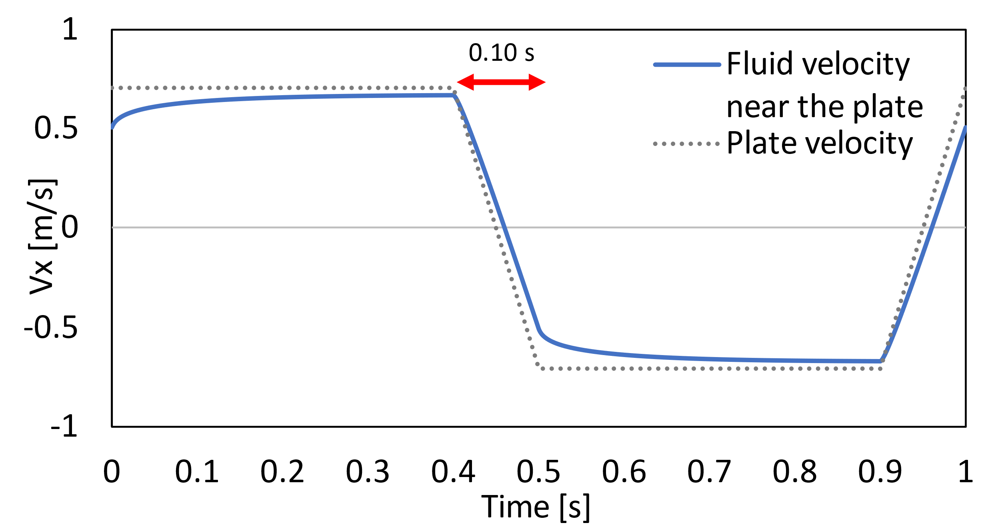 1
0.5
0
-0.5
-1
Vx [m/s]
0.10 s
Fluid velocity
near the plate
Plate velocity
0 0.1 0.2 0.3 0.4 0.5 0.6 0.7 0.8 0.9 1
Time [s]